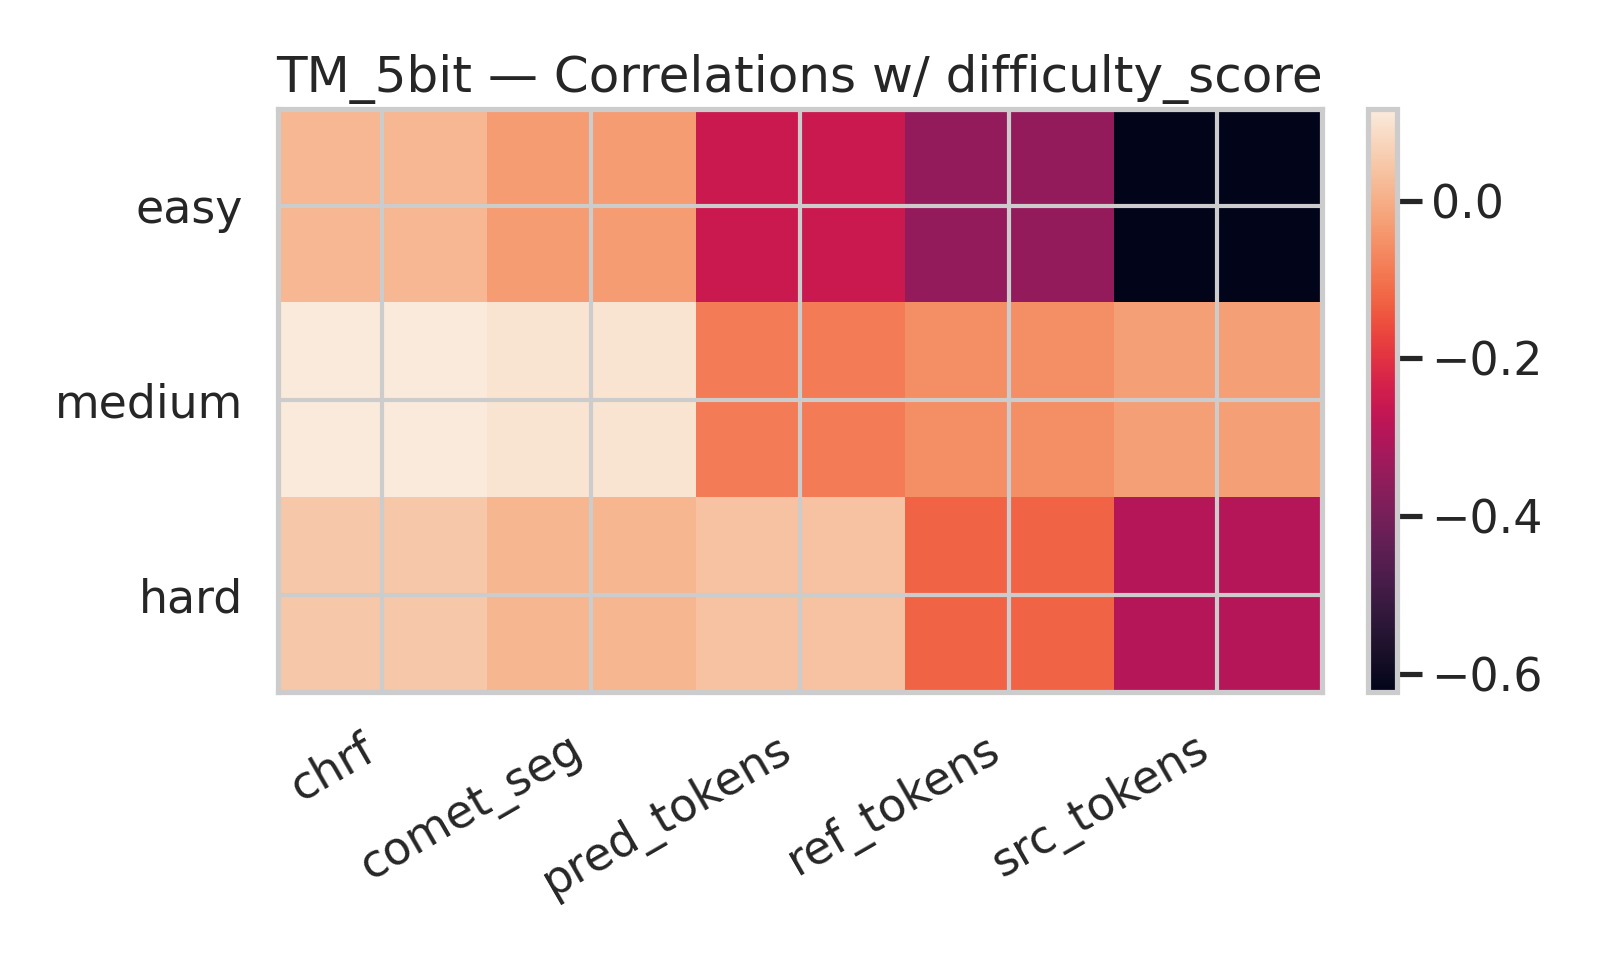 TM_5bit — Correlations w/ difficulty_score
easy
medium
hard
chrf
comet_seg
pred_tokens
ref_tokens
src_tokens
0.0
−0.2
−0.4
−0.6